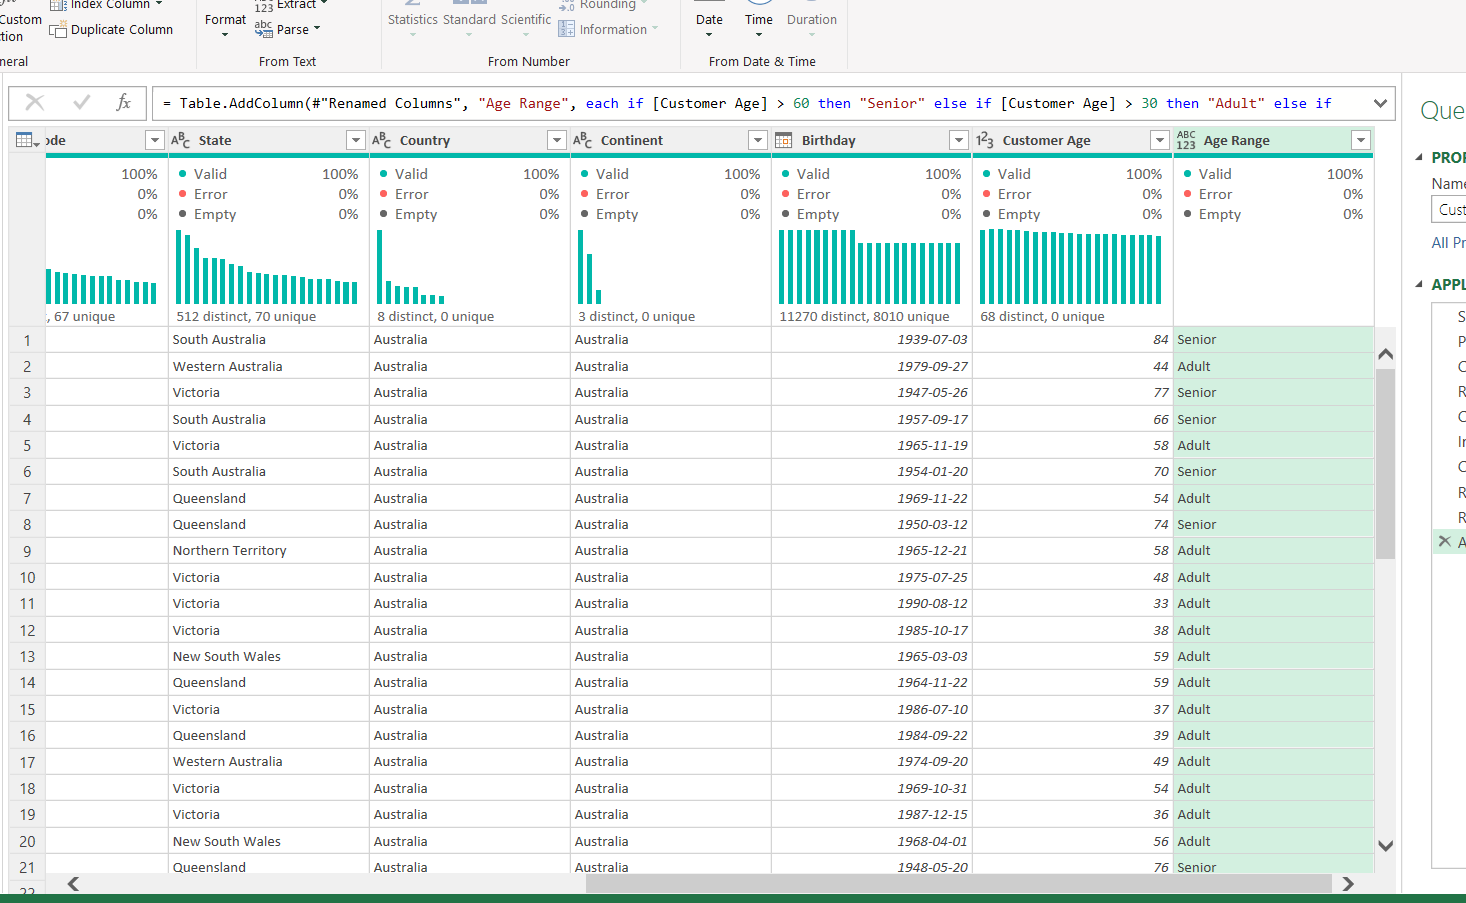 Index Column
Extract
Rounding
Custom
Format
123
Statistics Standard Scientific
Date Time Duration
Duplicate Column
abc Parse
Information
From Text
From Number
From Date & Time
fx
= Table.AddColumn(#"Renamed Columns", "Age Range", each if [Customer Age] > 60 then "Senior" else if [Customer Age] > 30 then "Adult" else if
Que
ode ABC State ABC Country ABC Continent Birthday 123 Customer Age ABC 123 Age Range
100% Valid 100% Valid 100% Valid 100% Valid 100% Valid 100% Valid 100%
0% Error 0% Error 0% Error 0% Error 0% Error 0% Error 0%
0% Empty 0% Empty 0% Empty 0% Empty 0% Empty 0% Empty 0%
, 67 unique 512 distinct, 70 unique 8 distinct, 0 unique 3 distinct, 0 unique 11270 distinct, 8010 unique 68 distinct, 0 unique
1 South Australia Australia Australia 1939-07-03 84 Senior
2 Western Australia Australia Australia 1979-09-27 44 Adult
3 Victoria Australia Australia 1947-05-26 77 Senior
4 South Australia Australia Australia 1957-09-17 66 Senior
5 Victoria Australia Australia 1965-11-19 58 Adult
6 South Australia Australia Australia 1954-01-20 70 Senior
7 Queensland Australia Australia 1969-11-22 54 Adult
8 Queensland Australia Australia 1950-03-12 74 Senior
9 Northern Territory Australia Australia 1965-12-21 58 Adult
10 Victoria Australia Australia 1975-07-25 48 Adult
11 Victoria Australia Australia 1990-08-12 33 Adult
12 Victoria Australia Australia 1985-10-17 38 Adult
13 New South Wales Australia Australia 1965-03-03 59 Adult
14 Queensland Australia Australia 1964-11-22 59 Adult
15 Victoria Australia Australia 1986-07-10 37 Adult
16 Queensland Australia Australia 1984-09-22 39 Adult
17 Western Australia Australia Australia 1974-09-20 49 Adult
18 Victoria Australia Australia 1969-10-31 54 Adult
19 Victoria Australia Australia 1987-12-15 36 Adult
20 New South Wales Australia Australia 1968-04-01 56 Adult
21 Queensland Australia Australia 1948-05-20 76 Senior
22
PROP
Name
Cust
All Pr
APPL